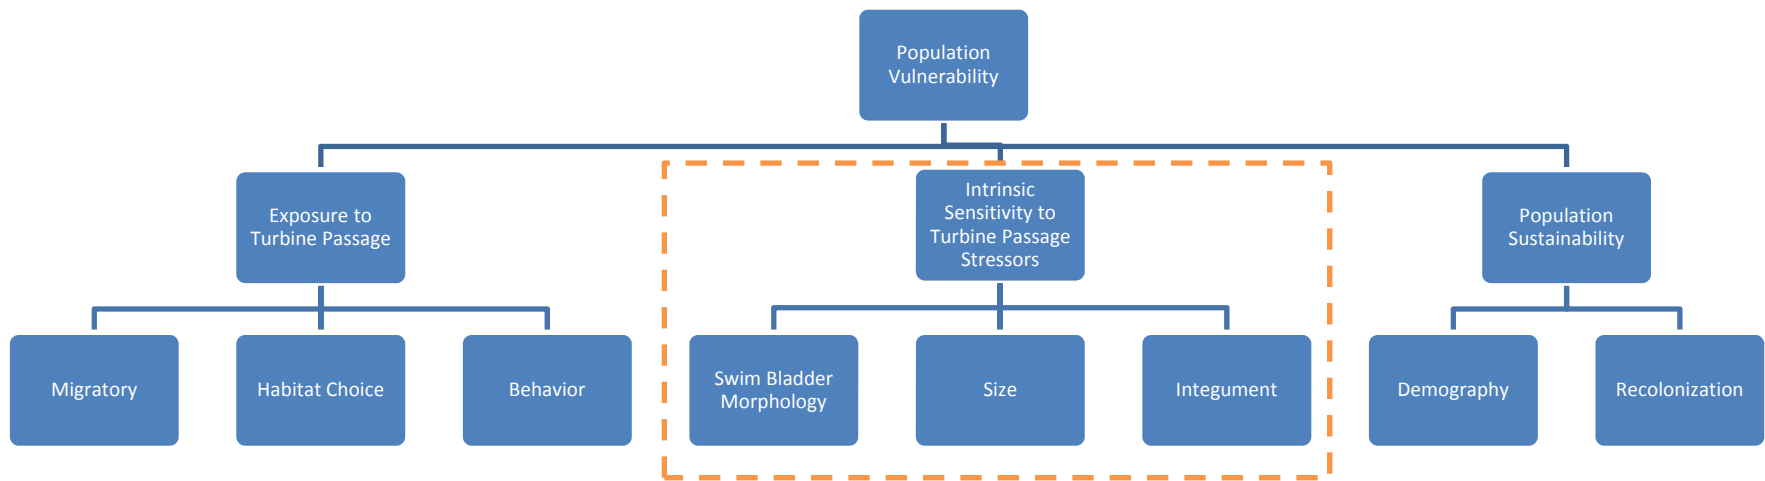 Population
Vulnerability
Exposure to
Turbine Passage
Intrinsic
Sensitivity to
Turbine Passage
Stressors
Population
Sustainability
Migratory
Habitat Choice
Behavior
Swim Bladder
Morphology
Size
Integument
Demography
Recolonization